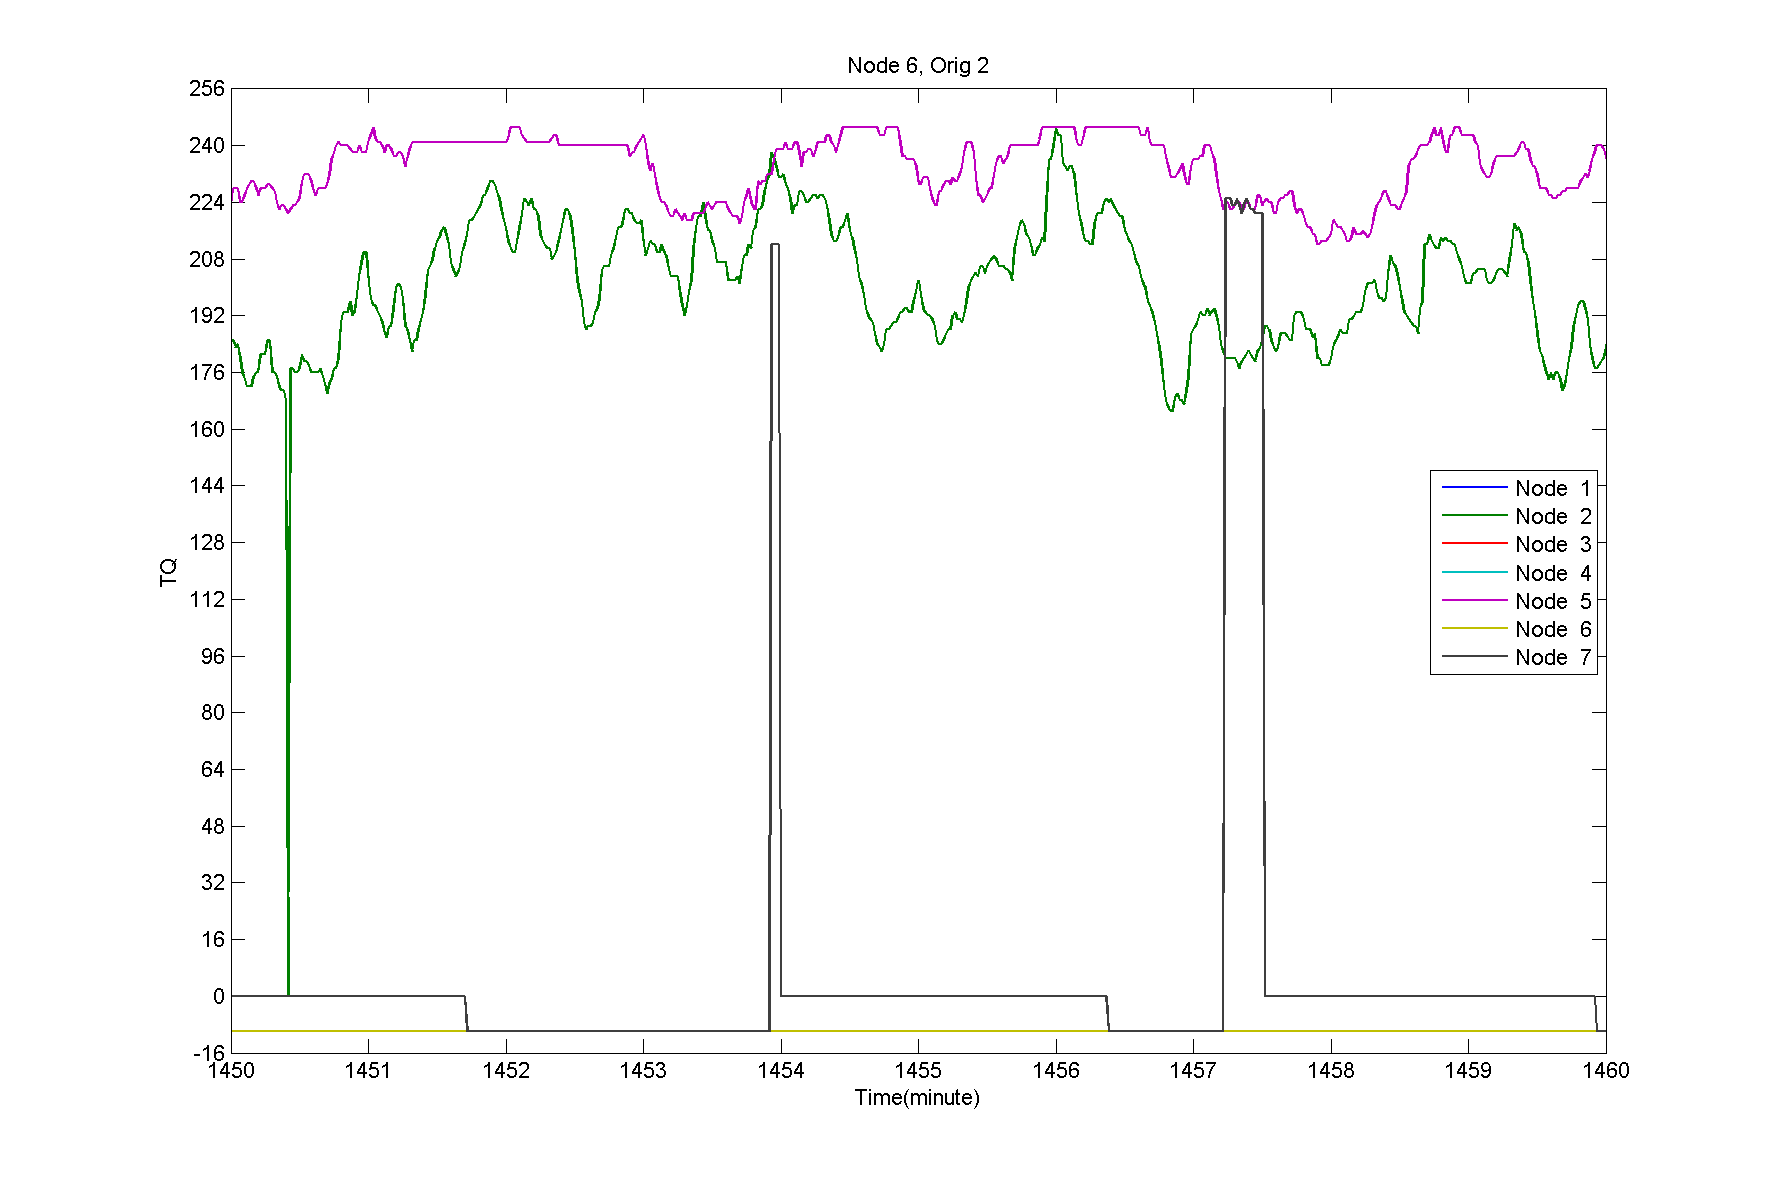 Node 6, Orig 2
256
240
224
208
192
176
160
144
128
112
96
80
64
48
32
16
0
-16
TQ
Node 1
Node 2
Node 3
Node 4
Node 5
Node 6
Node 7
1450 1451 1452 1453 1454 1455 1456 1457 1458 1459 1460
Time(minute)